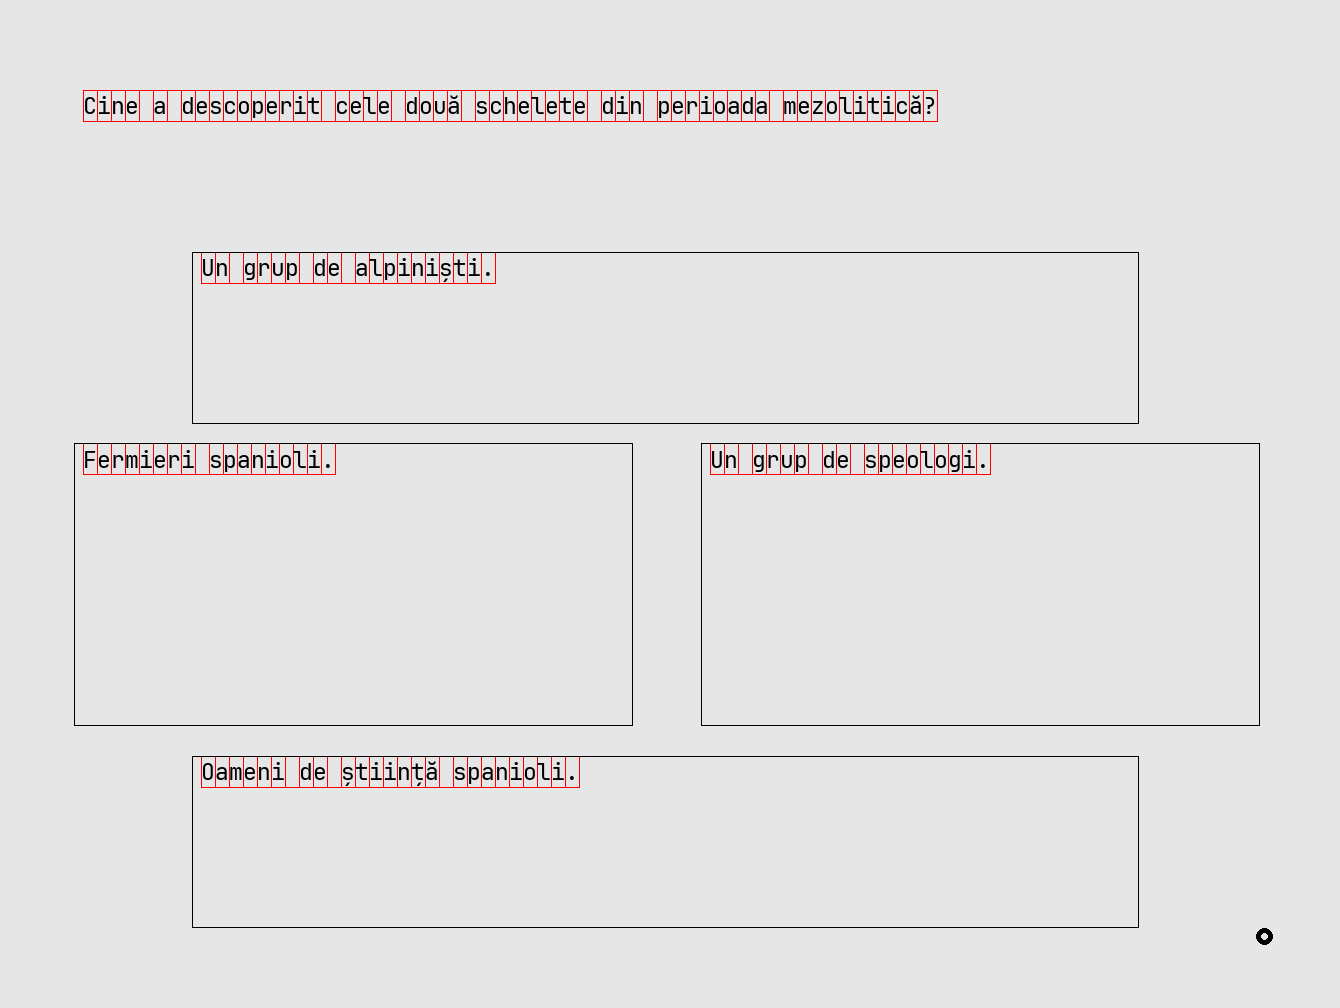 Cine a descoperit cele două schelete din perioada mezolitică?
Un grup de alpiniști.
Fermieri spanioli.
Un grup de speologi.
Oameni de știință spanioli.